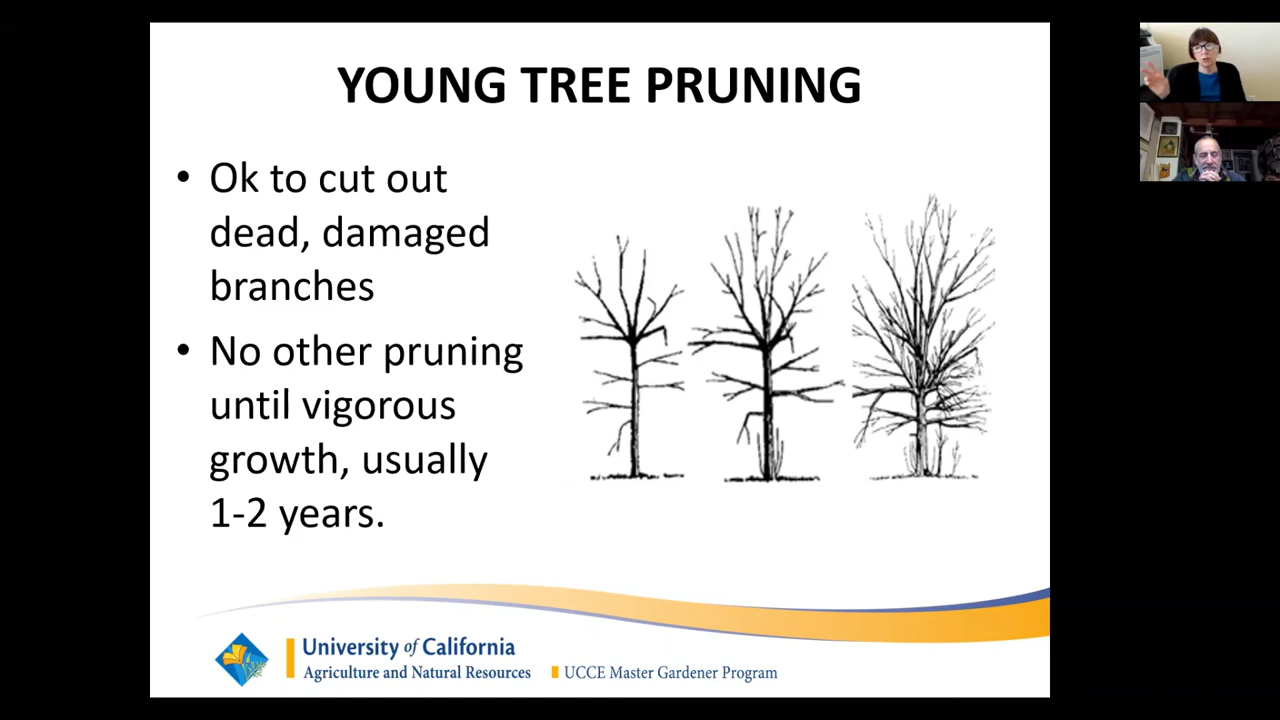 YOUNG TREE PRUNING
• Ok to cut out
dead, damaged
branches
• No other pruning
until vigorous
growth, usually
1-2 years.
University of California
Agriculture and Natural Resources
UCCE Master Gardener Program